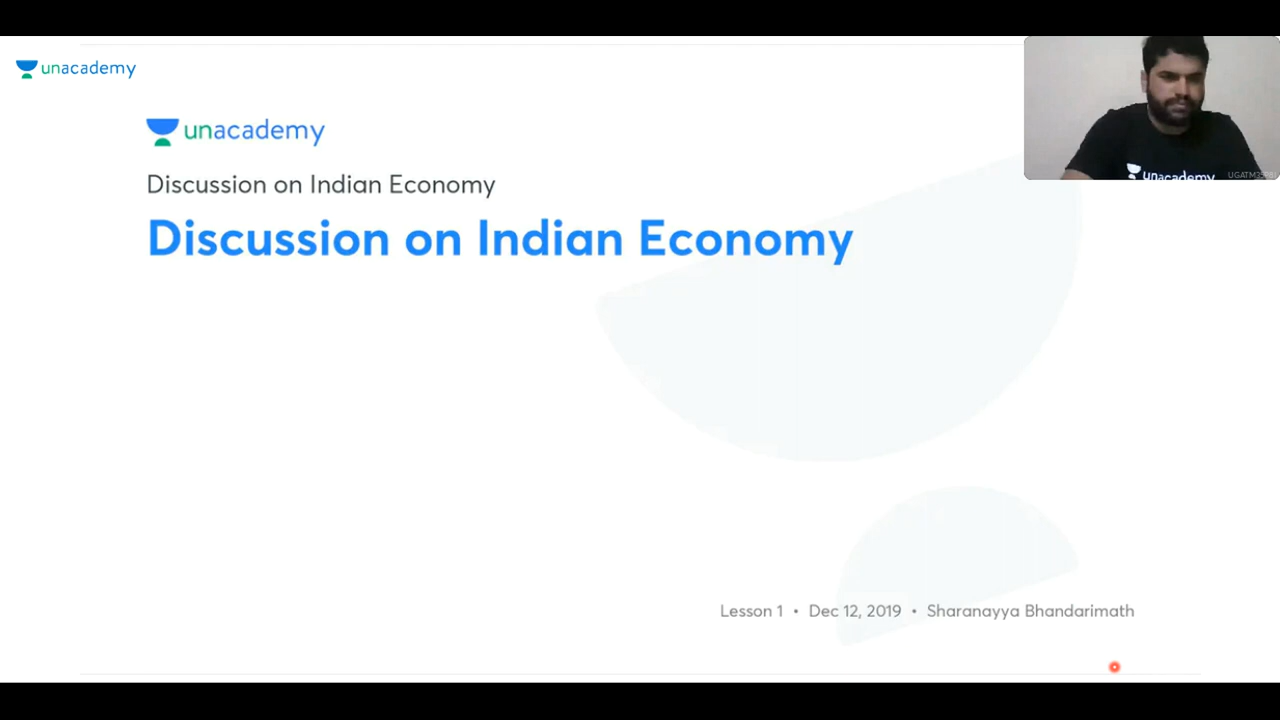 unacademy
unacademy
Discussion on Indian Economy
Discussion on Indian Economy
unacademy
Lesson 1 • Dec 12, 2019 • Sharanayya Bhandarimath